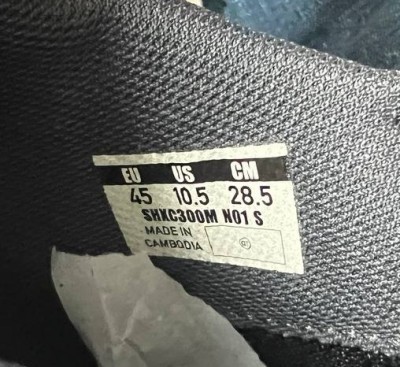 EU US CM
45 10.5 28.5
SHXC300M N01 S
MADE IN
CAMBODIA